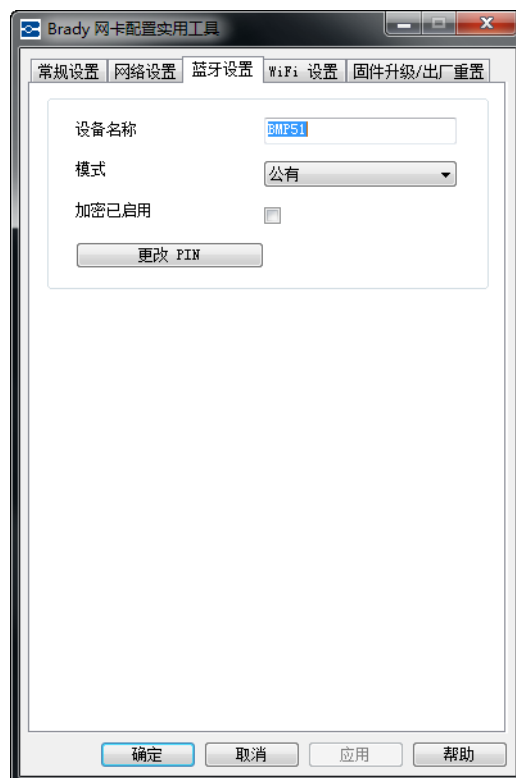 Brady 网卡配置实用工具
常规设置 网络设置 蓝牙设置 WiFi 设置 固件升级/出厂重置
设备名称 BMP51
模式 公有
加密已启用
更改 PIN
确定 取消 应用 帮助